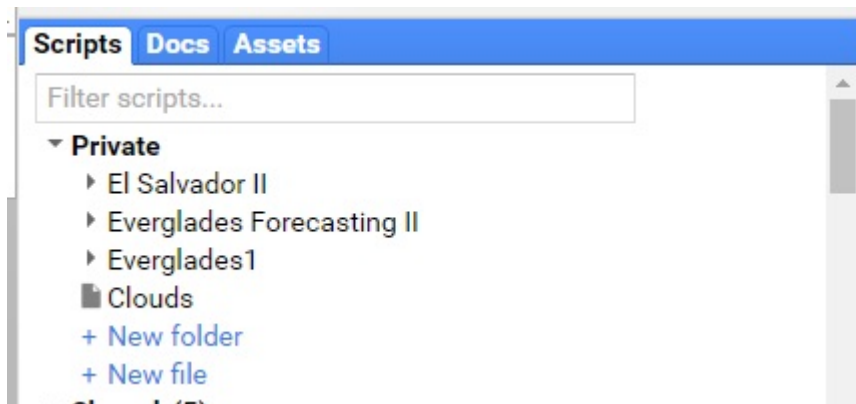 Scripts Docs Assets
Filter scripts...
Private
El Salvador II
Everglades Forecasting II
Everglades1
Clouds
+ New folder
+ New file